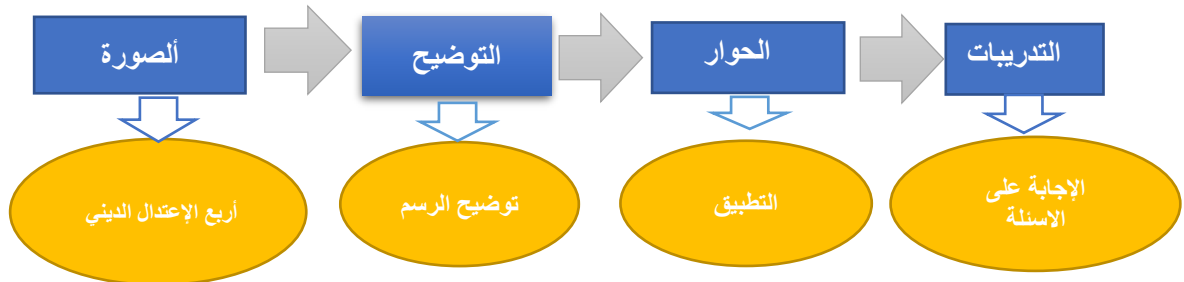 ألصورة
التوضيح
الحوار
التدريبات
أربع الإعتدال الديني
توضيح الرسم
التطبيق
الإجابة على
الاسئلة